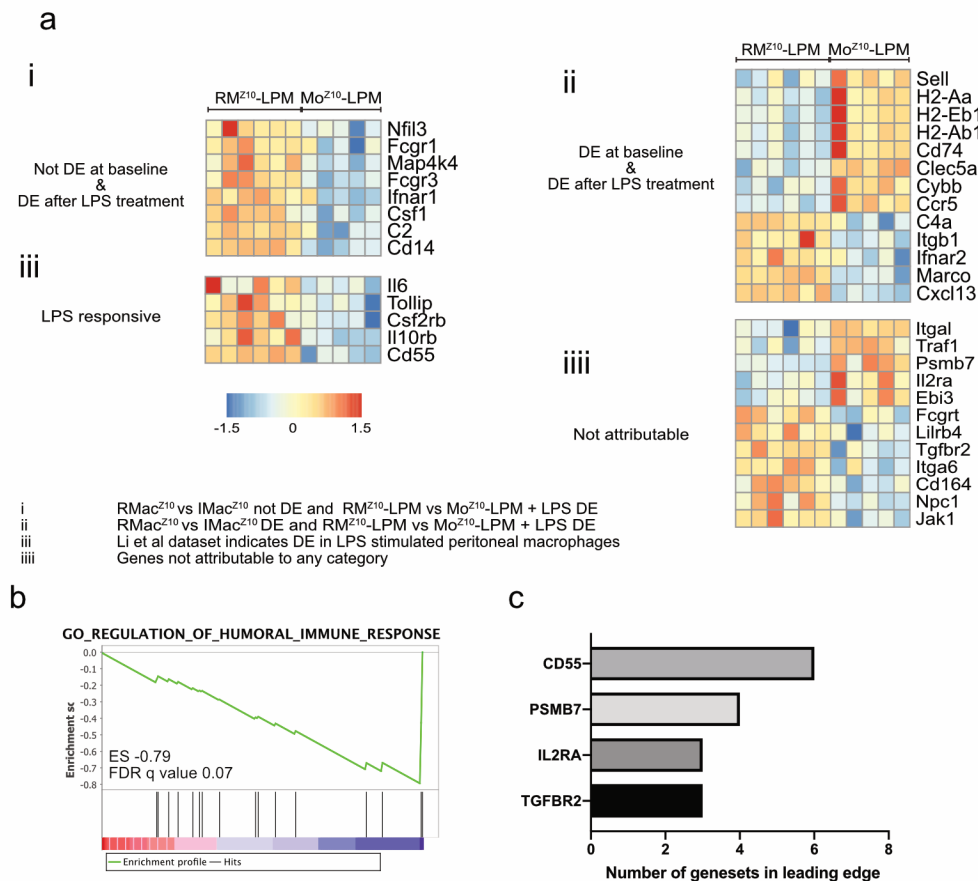 a
i
RM^Z10-LPM Mo^Z10-LPM
Not DE at baseline
&
DE after LPS treatment
Nfil3
Fcgr1
Map4k4
Fcgr3
Ifnar1
Csf1
C2
Cd14
iii
LPS responsive
Il6
Tollip
Csf2rb
Il10rb
Cd55
-1.5 0 1.5
ii
RM^Z10-LPM Mo^Z10-LPM
DE at baseline
&
DE after LPS treatment
Sell
H2-Aa
H2-Eb1
H2-Ab1
Cd74
Clec5a
Cybb
Ccr5
C4a
Itgb1
Ifnar2
Marco
Cxcl13
iiii
Not attributable
Itgal
Traf1
Psmb7
Il2ra
Ebi3
Fcgrt
Lilrb4
Tgfbr2
Itga6
Cd164
Npc1
Jak1
i RMac^Z10 vs IMac^Z10 not DE and RM^Z10-LPM vs Mo^Z10-LPM + LPS DE
ii RMac^Z10 vs IMac^Z10 DE and RM^Z10-LPM vs Mo^Z10-LPM + LPS DE
iii Li et al dataset indicates DE in LPS stimulated peritoneal macrophages
iiii Genes not attributable to any category
b
GO_REGULATION_OF_HUMORAL_IMMUNE_RESPONSE
Enrichment sc
0.0
-0.1
-0.2
-0.3
-0.4
-0.5
-0.6
-0.7
-0.8
ES -0.79
FDR q value 0.07
Enrichment profile Hits
c
CD55
PSMB7
IL2RA
TGFBR2
0 2 4 6 8
Number of genesets in leading edge